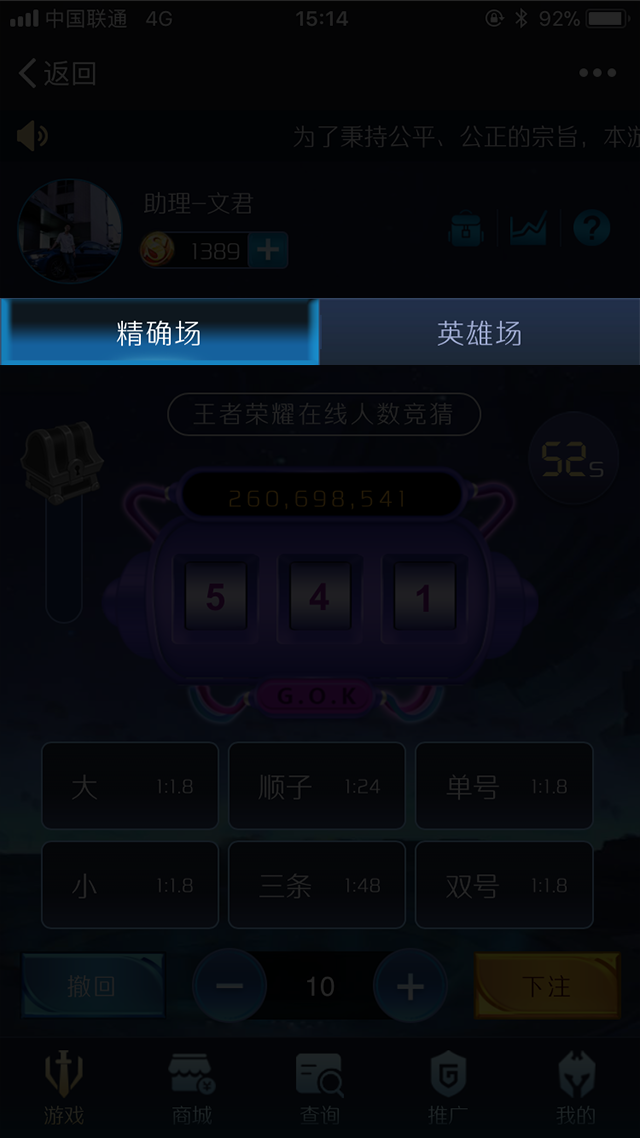 中国联通 4G 15:14 92%
返回
为了秉持公平、公正的宗旨，本游
助理-文君
1389
精确场 英雄场
王者荣耀在线人数竞猜
52s
260,698,541
5 4 1
G.O.K
大 1:1.8 顺子 1:24 单号 1:1.8
小 1:1.8 三条 1:48 双号 1:1.8
撤回 10 下注
游戏 商城 查询 推广 我的